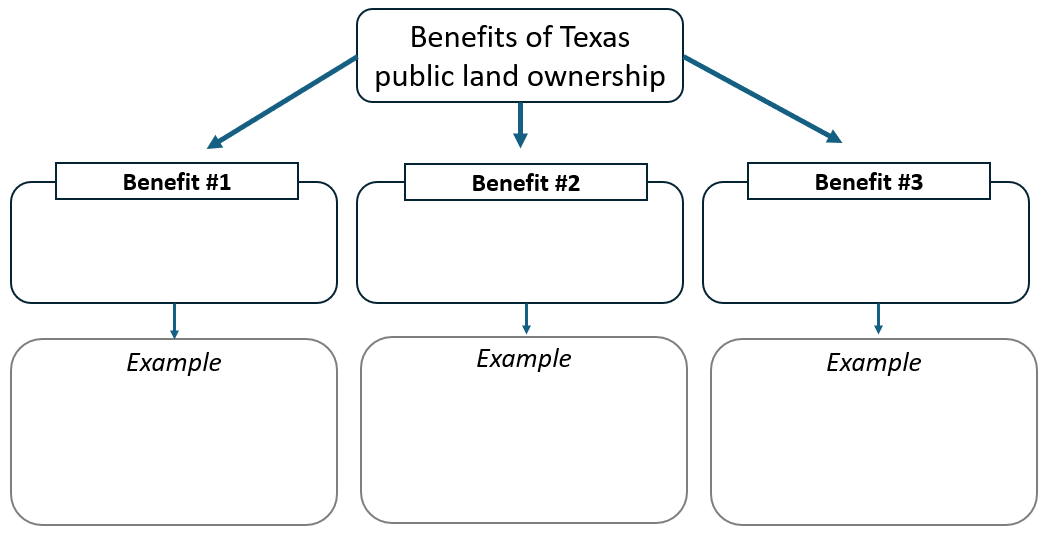 Benefits of Texas
public land ownership
Benefit #1
Benefit #2
Benefit #3
Example
Example
Example